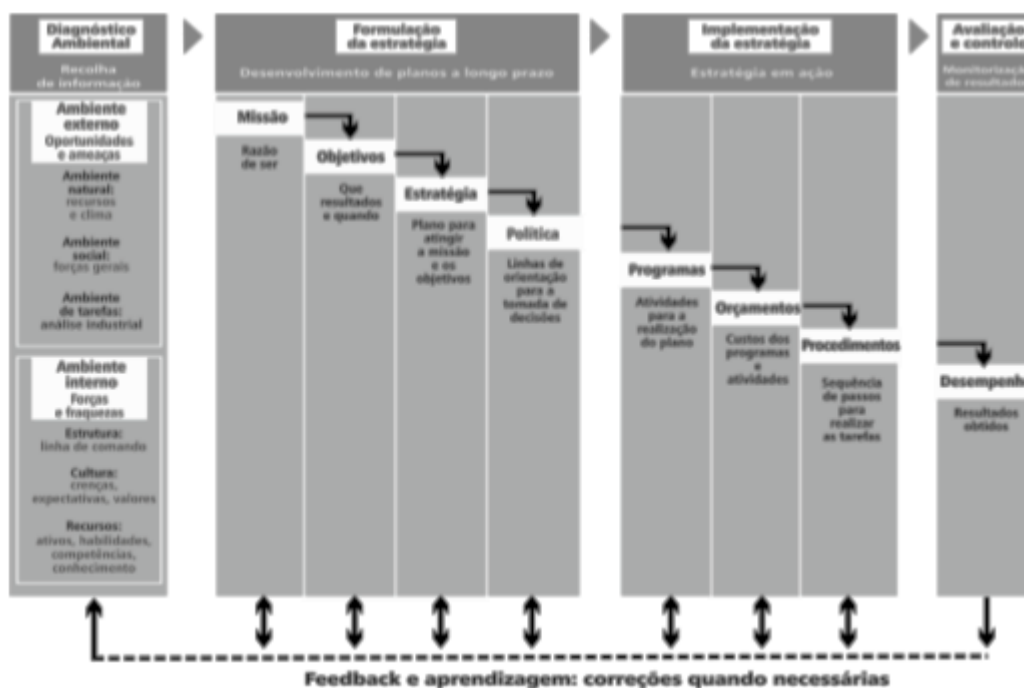 Diagnóstico
Ambiental
Recolha
de informação
Ambiente
externo
Oportunidades
e ameaças
Ambiente
natural:
recursos
e clima
Ambiente
social:
forças gerais
Ambiente
de tarefas:
análise industrial
Ambiente
interno
Forças
e fraquezas
Estrutura:
linha de comando
Cultura:
crenças,
expectativas, valores
Recursos:
ativos, habilidades,
competências,
conhecimento
Formulação
da estratégia
Desenvolvimento de planos a longo prazo
Missão
Razão
de ser
Objetivos
Que
resultados
e quando
Estratégia
Plano para
atingir
a missão
e os
objetivos
Política
Linhas de
orientação
para a
tomada de
decisões
Implementação
da estratégia
Estratégia em ação
Programas
Atividades
para a
realização
do plano
Orçamentos
Custos dos
programas
e
atividades
Procedimentos
Sequência
de passos
para
realizar
as tarefas
Avaliação
e controle
Monitorizaçã
de resultado
Desempenh
Resultados
obtidos
Feedback e aprendizagem: correções quando necessárias